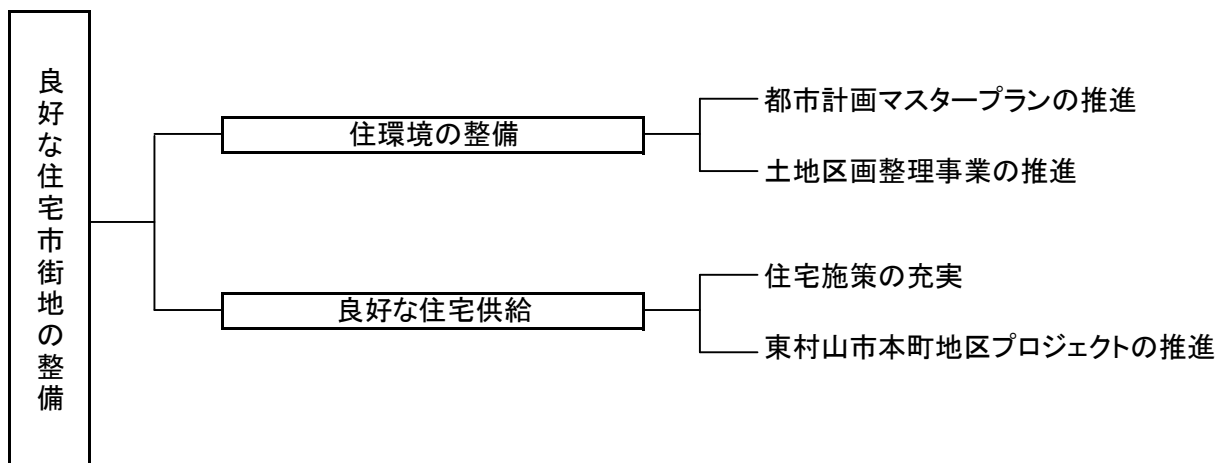 良好な住宅市街地の整備
住環境の整備
都市計画マスタープランの推進
土地区画整理事業の推進
良好な住宅供給
住宅施策の充実
東村山市本町地区プロジェクトの推進